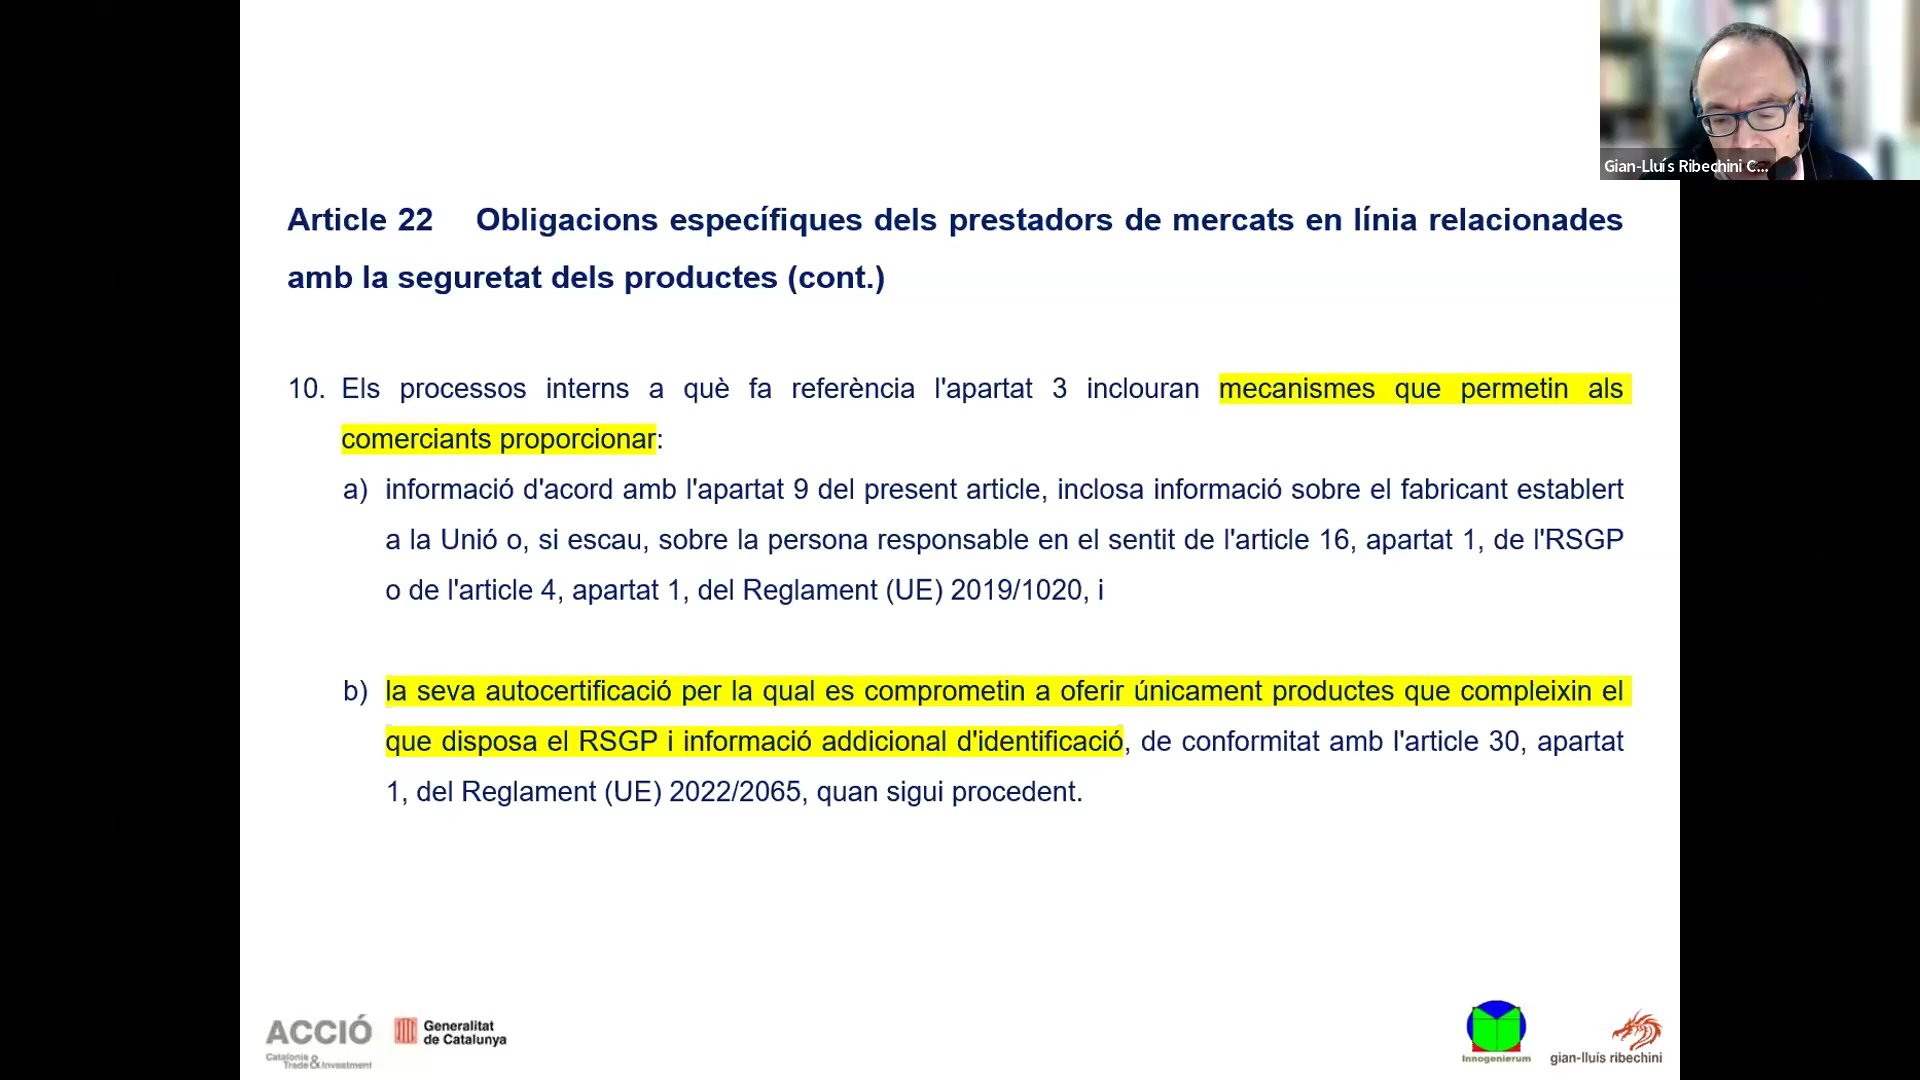 Gian-Lluís Ribechini C...
Article 22 Obligacions específiques dels prestadors de mercats en línia relacionades
amb la seguretat dels productes (cont.)
10. Els processos interns a què fa referència l'apartat 3 inclouran mecanismes que permetin als
comerciants proporcionar:
a) informació d'acord amb l'apartat 9 del present article, inclosa informació sobre el fabricant establert
a la Unió o, si escau, sobre la persona responsable en el sentit de l'article 16, apartat 1, de l'RSGP
o de l'article 4, apartat 1, del Reglament (UE) 2019/1020, i
b) la seva autocertificació per la qual es comprometin a oferir únicament productes que compleixin el
que disposa el RSGP i informació addicional d'identificació, de conformitat amb l'article 30, apartat
1, del Reglament (UE) 2022/2065, quan sigui procedent.
ACCIÓ
Catalonia
Trade & Investment
Generalitat
de Catalunya
Innogenierum
gian-lluís ribechini